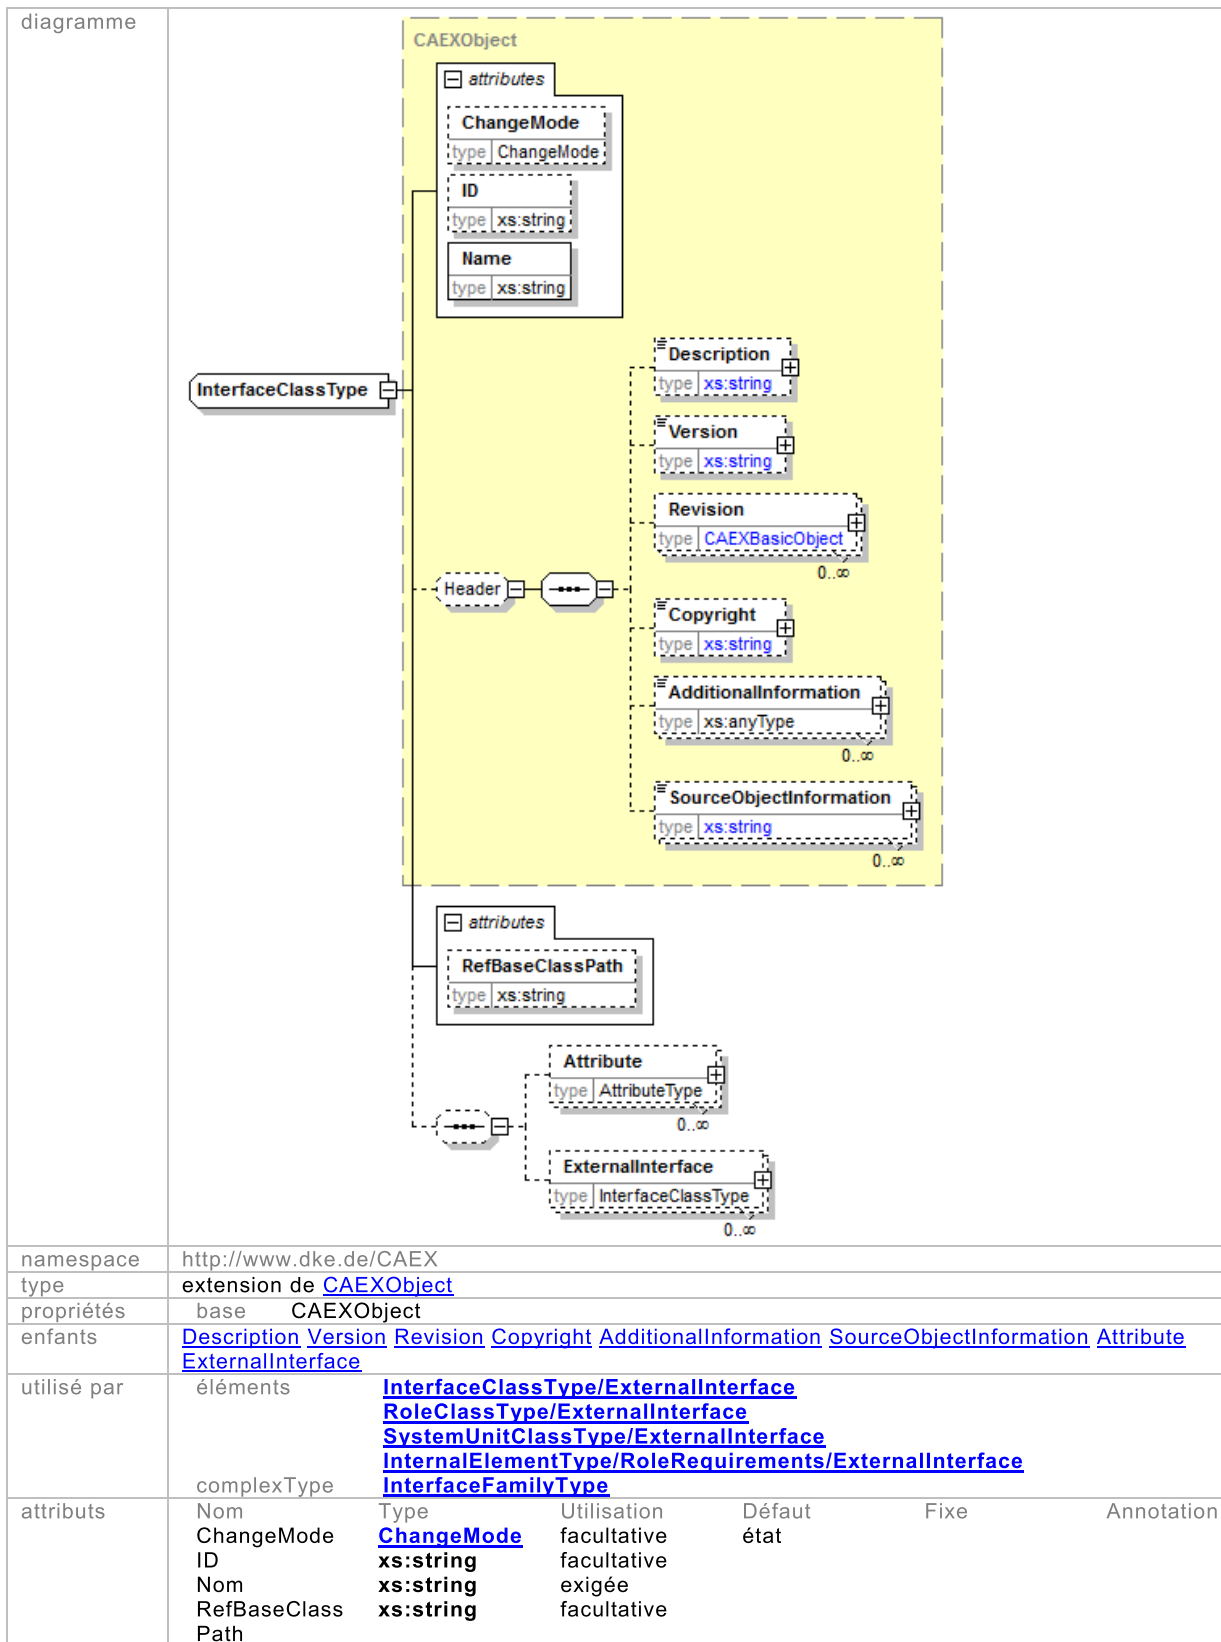 diagramme
CAEXObject
attributes
ChangeMode
type ChangeMode
ID
type xs:string
Name
type xs:string
InterfaceClassType
Description
type xs:string
Version
type xs:string
Revision
type CAEXBasicObject
0..∞
Header
Copyright
type xs:string
AdditionalInformation
type xs:anyType
0..∞
SourceObjectInformation
type xs:string
0..∞
attributes
RefBaseClassPath
type xs:string
Attribute
type AttributeType
0..∞
ExternalInterface
type InterfaceClassType
0..∞
namespace http://www.dke.de/CAEX
type extension de CAEXObject
propriétés base CAEXObject
enfants Description Version Revision Copyright AdditionalInformation SourceObjectInformation Attribute
ExternalInterface
utilisé par éléments InterfaceClassType/ExternalInterface
RoleClassType/ExternalInterface
SystemUnitClassType/ExternalInterface
InternalElementType/RoleRequirements/ExternalInterface
complexType InterfaceFamilyType
attributs Nom Type Utilisation Défaut Fixe Annotation
ChangeMode ChangeMode facultative état
ID xs:string facultative
Nom xs:string exigée
RefBaseClass xs:string facultative
Path